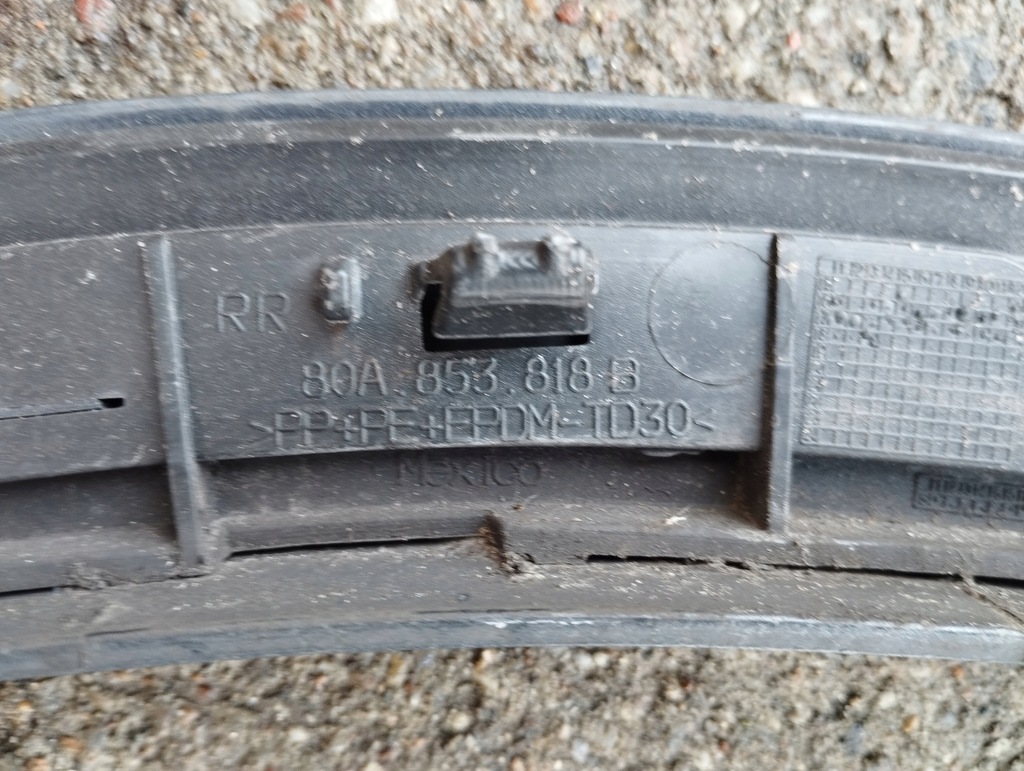 RR
80A.853.818 B
>PP+PE+EPDM-TD30<
Mexico